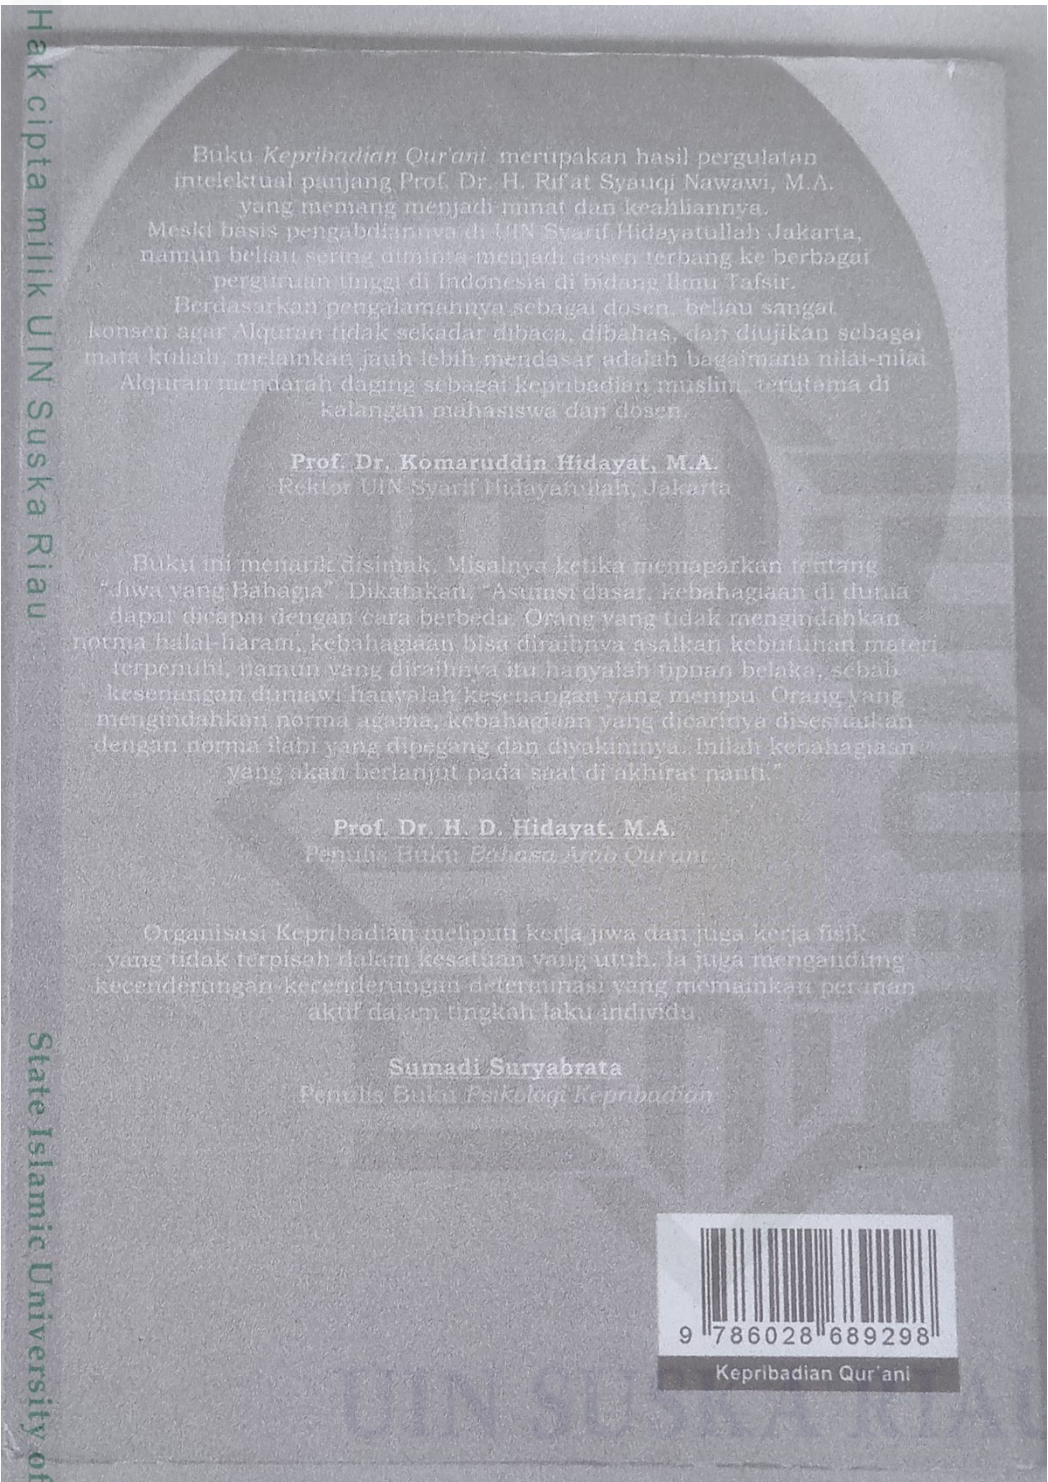 Hak cipta milik UIN Suska Riau
State Islamic University of
Buku Kepribadian Qur'ani merupakan hasil pergulatan
intelektual panjang Prof. Dr. H. Rif'at Syauqi Nawawi, M.A.
yang memang menjadi minat dan keahliannya.
Meski basis pengabdiannya di UIN Syarif Hidayatullah Jakarta,
namun beliau sering diminta menjadi dosen terbang ke berbagai
perguruan tinggi di Indonesia di bidang Ilmu Tafsir.
Berdasarkan pengalamannya sebagai dosen, beliau sangat
konsen agar Alquran tidak sekadar dibaca, dibahas, dan diujikan sebagai
mata kuliah, melainkan jauh lebih mendasar adalah bagaimana nilai-nilai
Alquran mendarah daging sebagai kepribadian muslim, terutama di
kalangan mahasiswa dan dosen.
Prof. Dr. Komaruddin Hidayat, M.A.
Rektor UIN Syarif Hidayatullah, Jakarta
Buku ini menarik disimak. Misalnya ketika memaparkan tentang
"Jiwa yang Bahagia". Dikatakan, "Asumsi dasar, kebahagiaan di dunia
dapat dicapai dengan cara berbeda. Orang yang tidak mengindahkan
norma halal-haram, kebahagiaan bisa diraihnya asalkan kebutuhan materi
terpenuhi, namun yang diraihnya itu hanyalah tipuan belaka, sebab
kesenangan duniawi hanyalah kesenangan yang menipu. Orang yang
mengindahkan norma agama, kebahagiaan yang dicarinya disesuaikan
dengan norma ilahi yang dipegang dan diyakininya. Inilah kebahagiaan
yang akan berlanjut pada saat di akhirat nanti."
Prof. Dr. H. D. Hidayat, M.A.
Penulis Buku Bahasa Arab Qur'ani
Organisasi Kepribadian meliputi kerja jiwa dan juga kerja fisik
yang tidak terpisah dalam kesatuan yang utuh. Ia juga mengandung
kecenderungan-kecenderungan determinasi yang memainkan peranan
aktif dalam tingkah laku individu.
Sumadi Suryabrata
Penulis Buku Psikologi Kepribadian
9 786028 689298
Kepribadian Qur'ani
UIN SUSKA RIAU